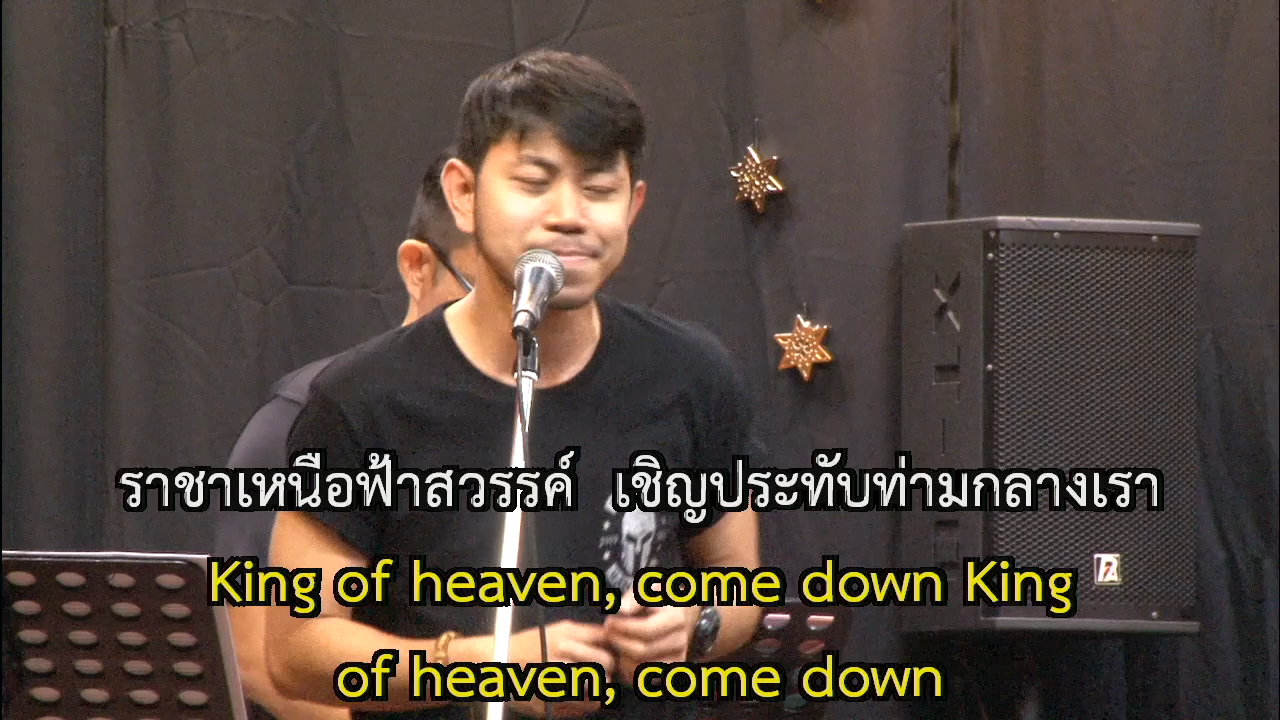 ราชาเหนือฟ้าสวรรค์ เชิญประทับท่ามกลางเรา
King of heaven, come down King
of heaven, come down